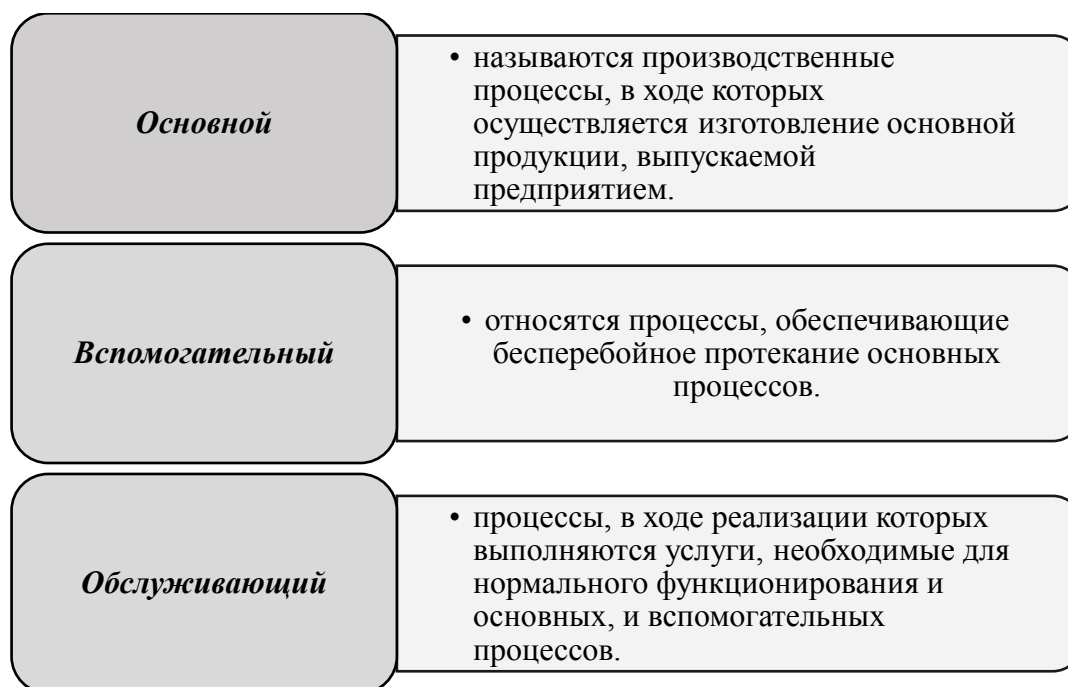 Основной
• называются производственные
процессы, в ходе которых
осуществляется изготовление основной
продукции, выпускаемой
предприятием.
Вспомогательный
• относятся процессы, обеспечивающие
бесперебойное протекание основных
процессов.
Обслуживающий
• процессы, в ходе реализации которых
выполняются услуги, необходимые для
нормального функционирования и
основных, и вспомогательных
процессов.